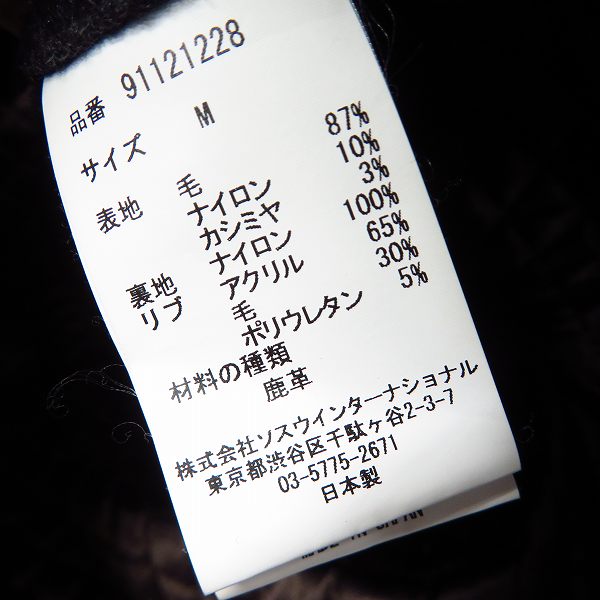 品番 91121228
サイズ M
表地 毛 87%
ナイロン 10%
カシミヤ 3%
裏地 ナイロン 100%
リブ アクリル 65%
毛 30%
ポリウレタン 5%
材料の種類
鹿革
株式会社ソスウインターナショナル
東京都渋谷区千駄ヶ谷2-3-7
03-5775-2671
日本製
MADE IN JAPAN